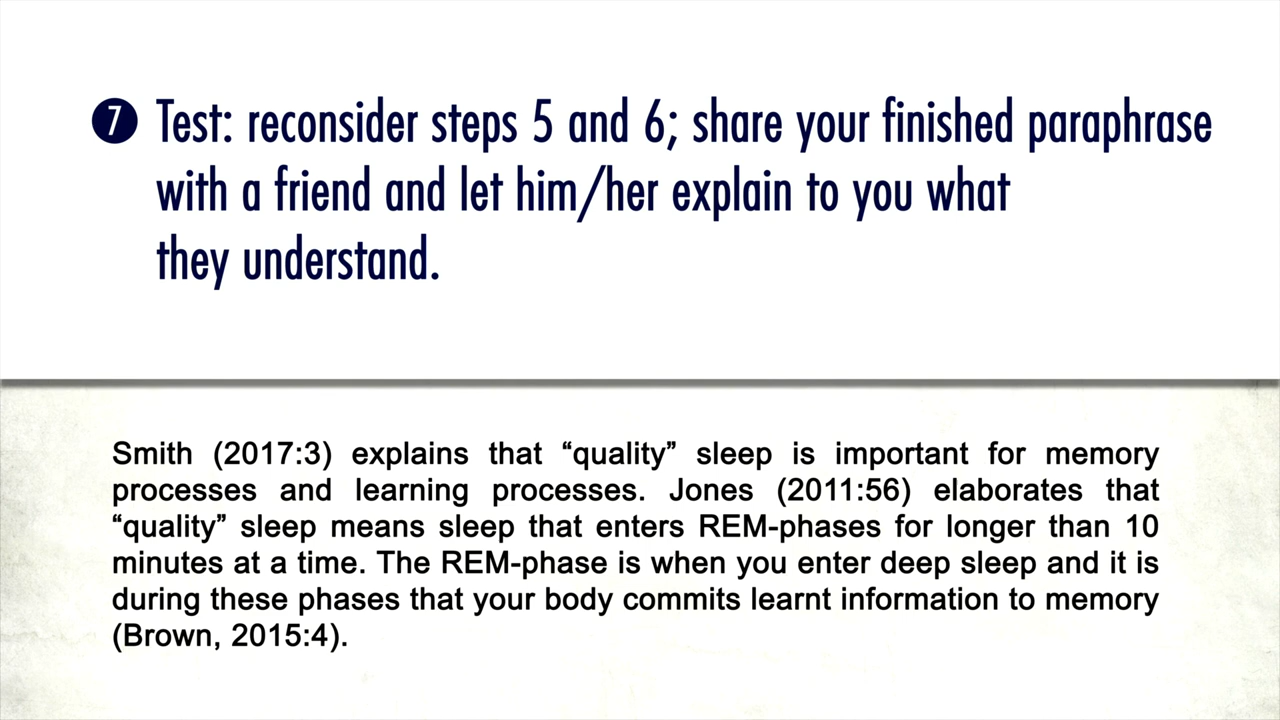 7 Test: reconsider steps 5 and 6; share your finished paraphrase
with a friend and let him/her explain to you what
they understand.
Smith (2017:3) explains that “quality” sleep is important for memory
processes and learning processes. Jones (2011:56) elaborates that
“quality” sleep means sleep that enters REM-phases for longer than 10
minutes at a time. The REM-phase is when you enter deep sleep and it is
during these phases that your body commits learnt information to memory
(Brown, 2015:4).